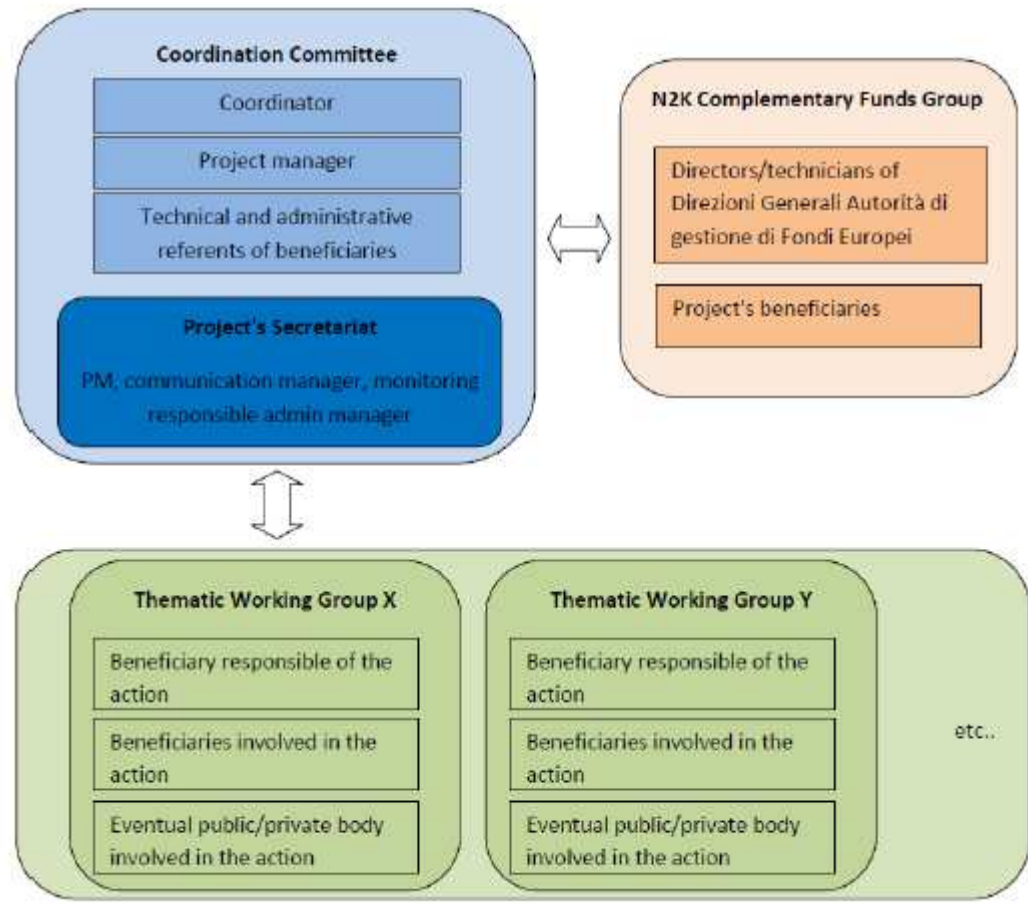 Coordination Committee
Coordinator
Project manager
Technical and administrative
referents of beneficiaries
Project's Secretariat
PM, communication manager, monitoring
responsible admin manager
N2K Complementary Funds Group
Directors/technicians of
Direzioni Generali Autorità di
gestione di Fondi Europei
Project's beneficiaries
Thematic Working Group X
Beneficiary responsible of the
action
Beneficiaries involved in the
action
Eventual public/private body
involved in the action
Thematic Working Group Y
Beneficiary responsible of the
action
Beneficiaries involved in the
action
Eventual public/private body
involved in the action
etc..